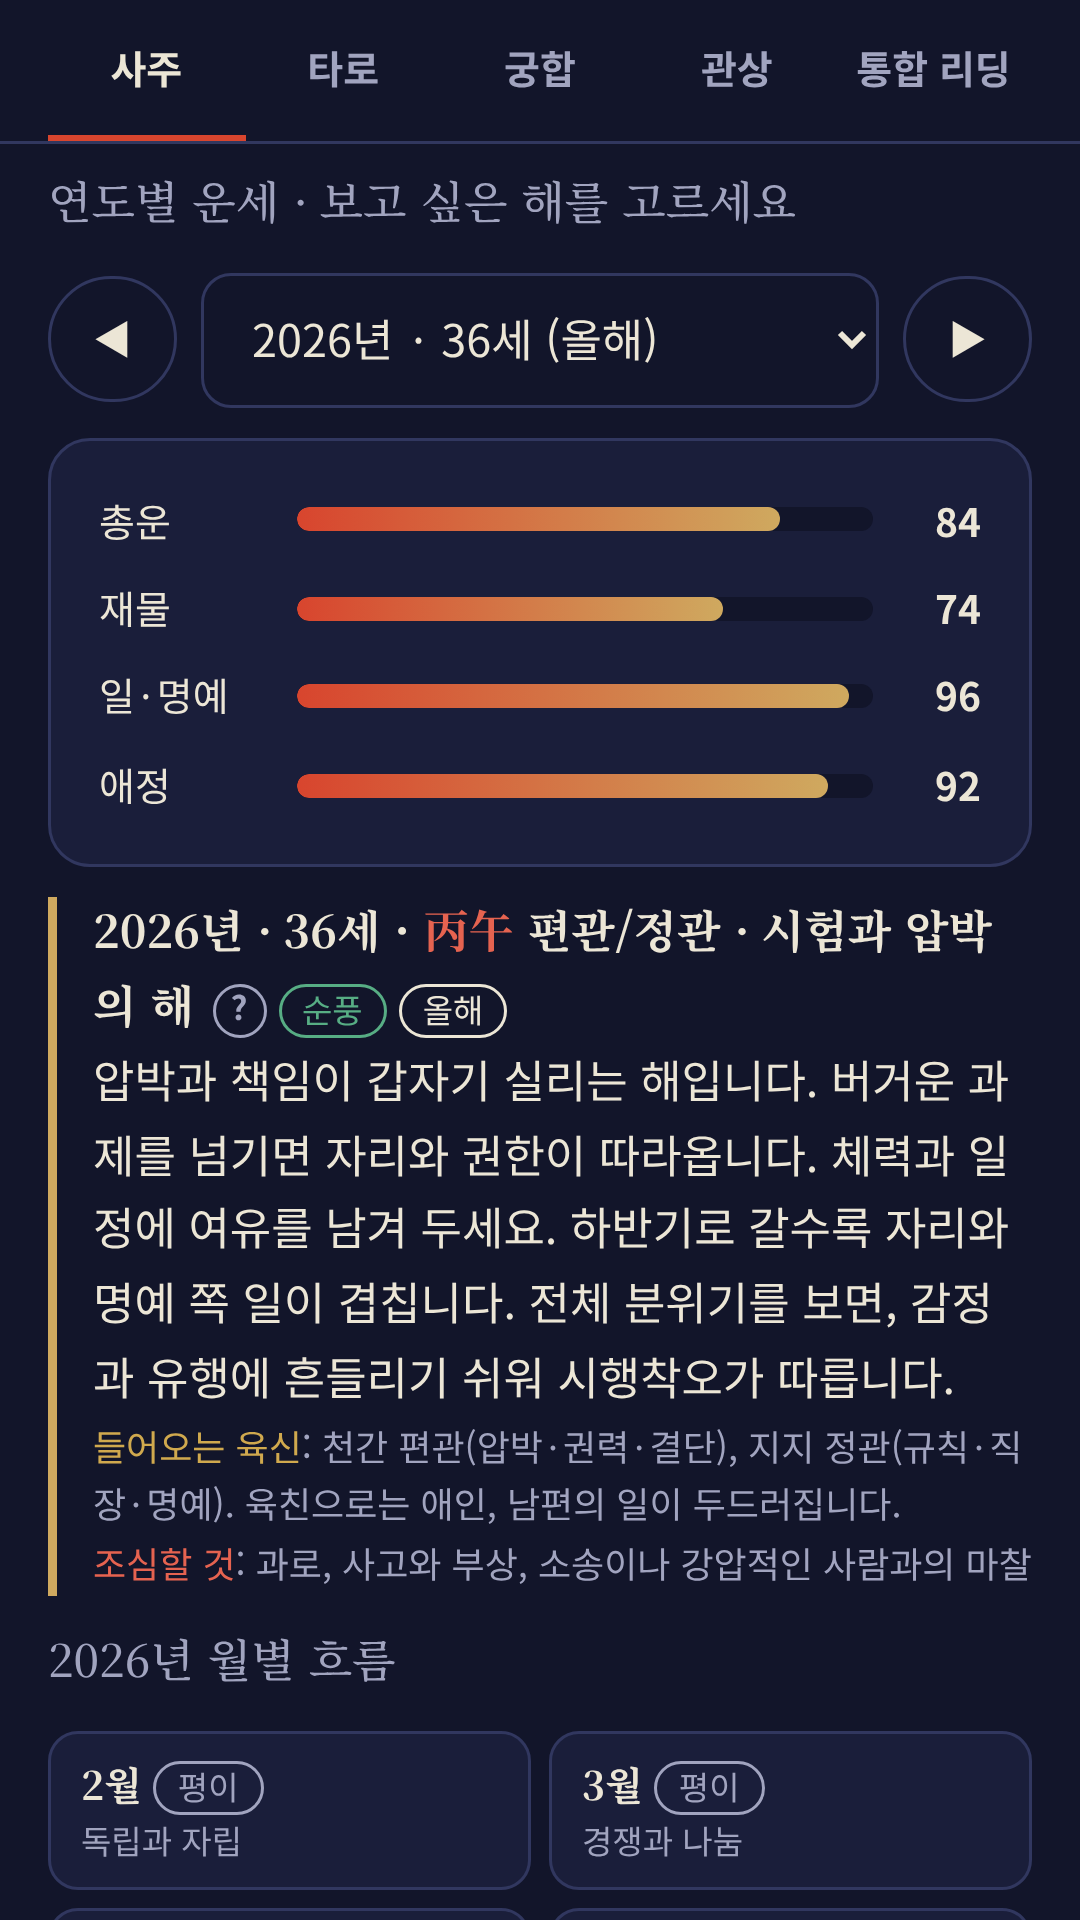 사주 타로 궁합 관상 통합 리딩
연도별 운세 · 보고 싶은 해를 고르세요
◀ 2026년 · 36세 (올해) ▶
총운 84
재물 74
일·명예 96
애정 92
2026년 · 36세 · 丙午 편관/정관 · 시험과 압박
의 해 ? 순풍 올해
압박과 책임이 갑자기 실리는 해입니다. 버거운 과
제를 넘기면 자리와 권한이 따라옵니다. 체력과 일
정에 여유를 남겨 두세요. 하반기로 갈수록 자리와
명예 쪽 일이 겹칩니다. 전체 분위기를 보면, 감정
과 유행에 흔들리기 쉬워 시행착오가 따릅니다.
들어오는 육신: 천간 편관(압박·권력·결단), 지지 정관(규칙·직
장·명예). 육친으로는 애인, 남편의 일이 두드러집니다.
조심할 것: 과로, 사고와 부상, 소송이나 강압적인 사람과의 마찰
2026년 월별 흐름
2월 평이
독립과 자립
3월 평이
경쟁과 나눔